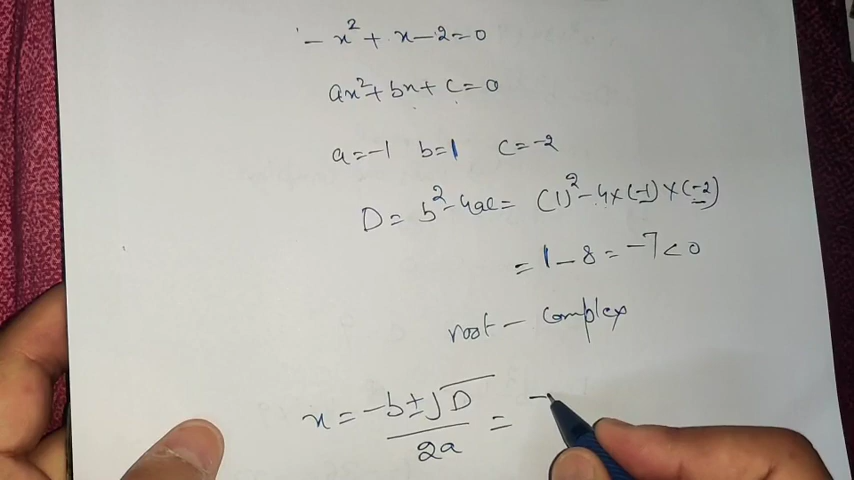 - x² + x - 2 = 0
ax² + bx + c = 0
a = -1 b = 1 c = -2
D = b² - 4ac = (1)² - 4 × (-1) × (-2)
= 1 - 8 = -7 < 0
root - complex
x = -b ± √D / 2a = -